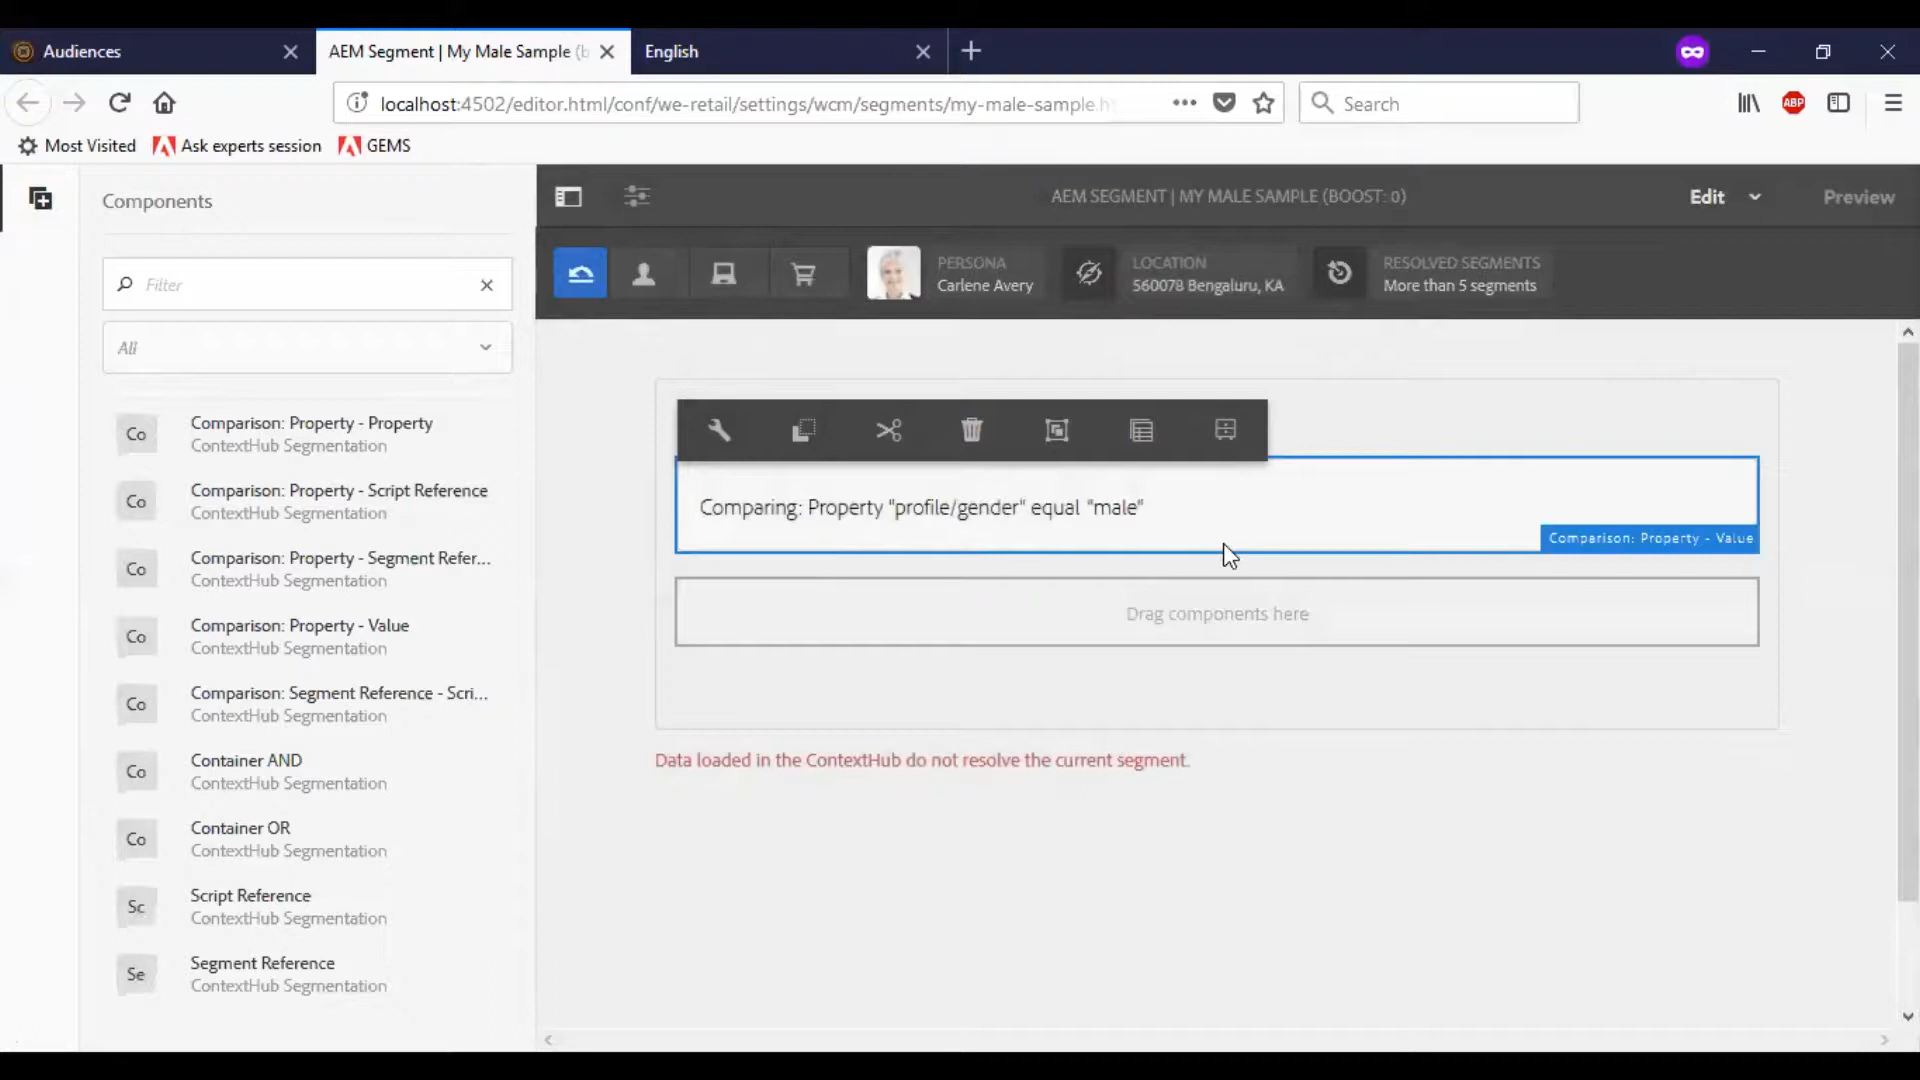 Audiences
AEM Segment | My Male Sample (b
English
localhost:4502/editor.html/conf/we-retail/settings/wcm/segments/my-male-sample.h
Search
ABP
Most Visited
Ask experts session
GEMS
Components
AEM SEGMENT | MY MALE SAMPLE (BOOST: 0)
Edit
Preview
Filter
All
PERSONA
Carlene Avery
LOCATION
560078 Bengaluru, KA
RESOLVED SEGMENTS
More than 5 segments
Co
Comparison: Property - Property
ContextHub Segmentation
Co
Comparison: Property - Script Reference
ContextHub Segmentation
Co
Comparison: Property - Segment Refer...
ContextHub Segmentation
Co
Comparison: Property - Value
ContextHub Segmentation
Co
Comparison: Segment Reference - Scri...
ContextHub Segmentation
Co
Container AND
ContextHub Segmentation
Co
Container OR
ContextHub Segmentation
Sc
Script Reference
ContextHub Segmentation
Se
Segment Reference
ContextHub Segmentation
Comparing: Property "profile/gender" equal "male"
Comparison: Property - Value
Drag components here
Data loaded in the ContextHub do not resolve the current segment.